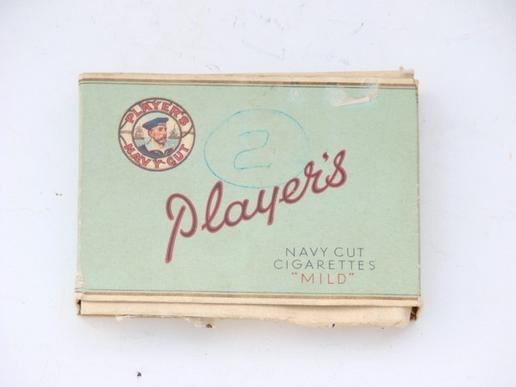 PLAYER'S
NAVY CUT
2
Player's
NAVY CUT
CIGARETTES
"MILD"